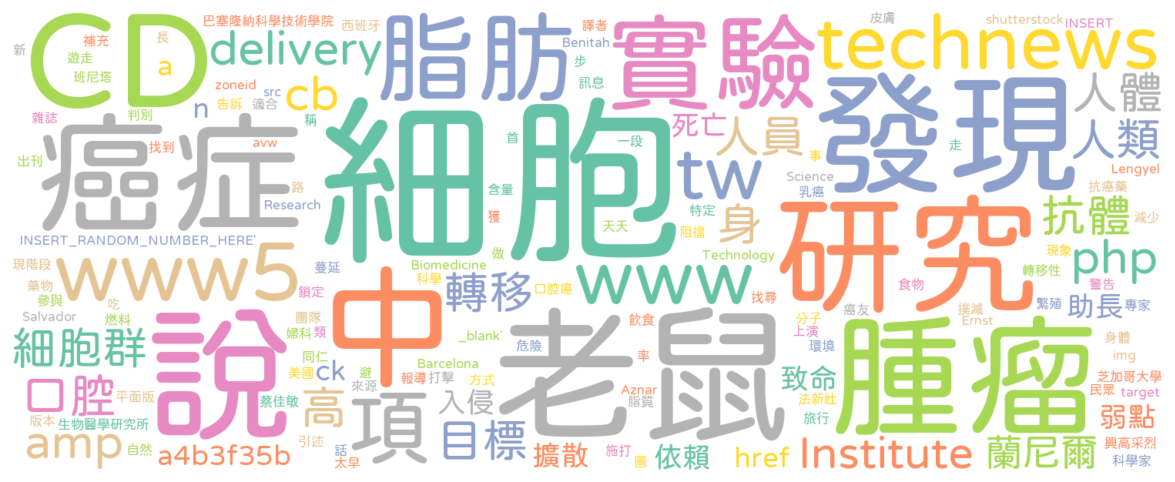 巴塞隆納科學技術學院 西班牙 譯者 皮膚 shutterstock INSERT
新 CD 補充 長 delivery 脂肪 Benitah 實驗 technews
遊走 a 步
班尼塔 zoneid src cb 訊息 發現 人體
雜誌 判別 n 告訴 適合 死亡 人員 人類
癌症 找到 稱 細胞 首 一段 事 走
出刊 avw tw Science Lengyel
路 含量 乳癌 抗癌藥
Research 獲 特定 身 研究 抗體 減少
INSERT_RANDOM_NUMBER_HERE' 天天 阻擋
現階段 www5 做 Technology 現象 php
藥物 蔓延 Biomedicine www 轉移性 警告
參與 鎖定 中 轉移 科學 口腔癌 找尋 食物 繁殖 助長 專家
吃
Salvador 燃料 說 團隊 老鼠 飲食 分子 癌友 撲減 Ernst
細胞群 婦科 類 _blank' 危險 上演 腫瘤 身體
同仁 率 環境 img
口腔 美國 ck 避 Barcelona Aznar 致命 芝加哥大學
平面版 來源 報導 打擊 方式 法新社 民眾 target
版本 蔡佳敏 高 項 入侵 脂質 旅行 弱點
生物醫學研究所 引述 目標
amp 自然 a4b3f35b 話 擴散 施打 依賴 href Institute 蘭尼爾 興高采烈
太早 圖 科學家